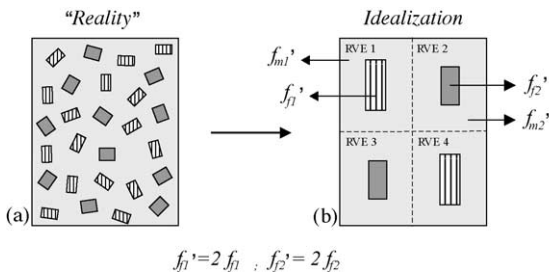 "Reality"
Idealization
(a)
(b)
RVE 1
RVE 2
RVE 3
RVE 4
fm1'
ff1'
ff2'
fm2'
ff1'=2 ff1 ; ff2'=2 ff2